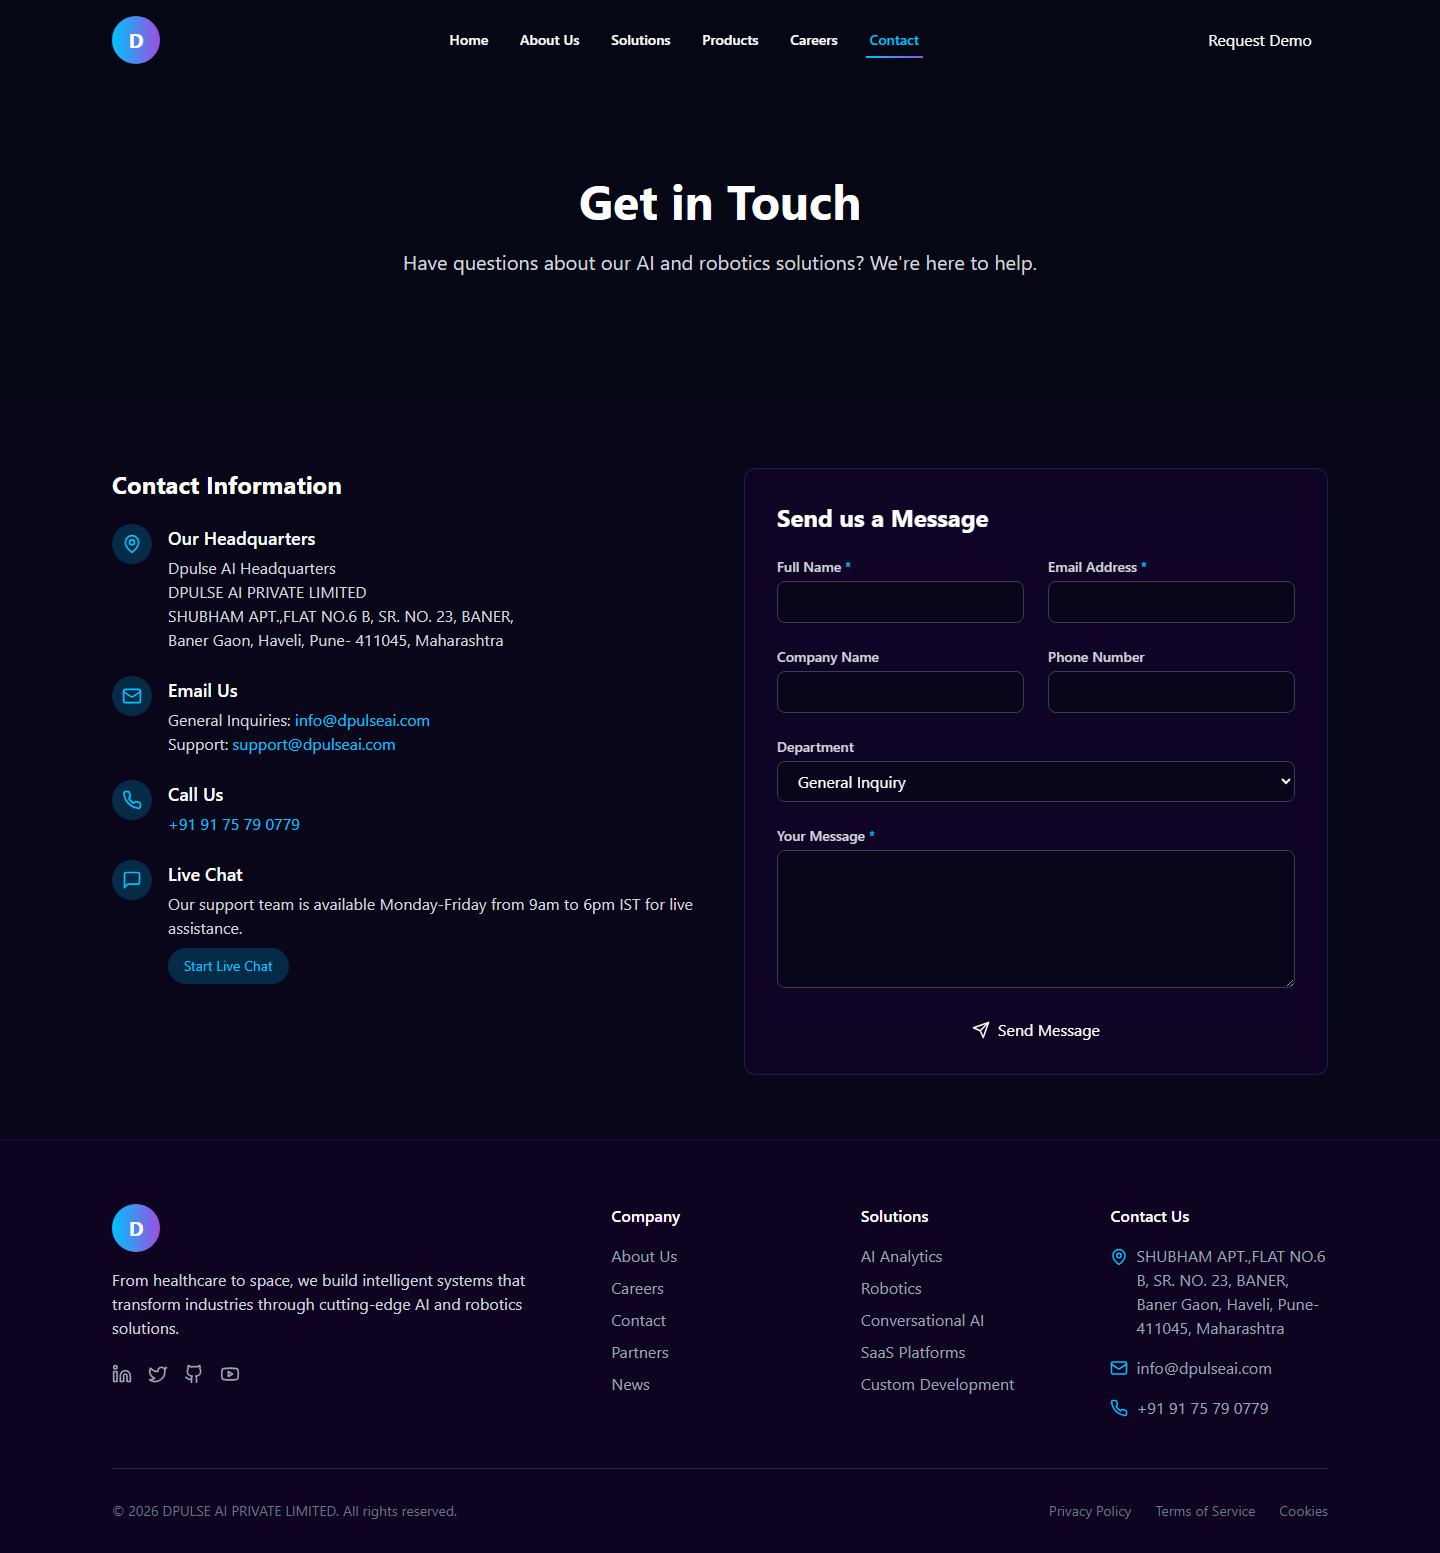 D
Home
About Us
Solutions
Products
Careers
Contact
Request Demo
Get in Touch
Have questions about our AI and robotics solutions? We're here to help.
Contact Information
Our Headquarters
Dpulse AI Headquarters
DPULSE AI PRIVATE LIMITED
SHUBHAM APT.,FLAT NO.6 B, SR. NO. 23, BANER,
Baner Gaon, Haveli, Pune- 411045, Maharashtra
Email Us
General Inquiries: info@dpulseai.com
Support: support@dpulseai.com
Call Us
+91 91 75 79 0779
Live Chat
Our support team is available Monday-Friday from 9am to 6pm IST for live
assistance.
Start Live Chat
Send us a Message
Full Name *
Email Address *
Company Name
Phone Number
Department
General Inquiry
Your Message *
Send Message
D
From healthcare to space, we build intelligent systems that
transform industries through cutting-edge AI and robotics
solutions.
Company
About Us
Careers
Contact
Partners
News
Solutions
AI Analytics
Robotics
Conversational AI
SaaS Platforms
Custom Development
Contact Us
SHUBHAM APT.,FLAT NO.6
B, SR. NO. 23, BANER,
Baner Gaon, Haveli, Pune-
411045, Maharashtra
info@dpulseai.com
+91 91 75 79 0779
© 2026 DPULSE AI PRIVATE LIMITED. All rights reserved.
Privacy Policy
Terms of Service
Cookies